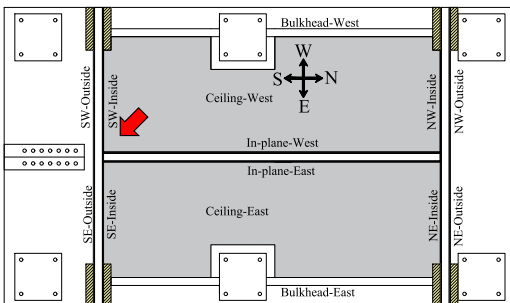 Bulkhead-West
W
S
N
E
SW-Outside
SW-Inside
Ceiling-West
NW-Inside
NW-Outside
In-plane-West
In-plane-East
SE-Outside
SE-Inside
Ceiling-East
NE-Inside
NE-Outside
Bulkhead-East